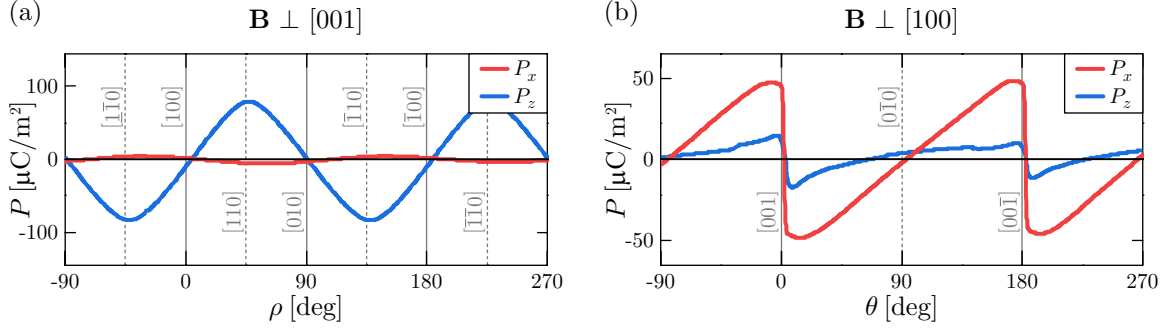 (a)
B ⊥ [001]
P [μC/m²]
100
0
-100
[11̄0]
[100]
[1̄10]
[1̄00]
[110]
[010]
[1̄1̄0]
P_x
P_z
-90
0
90
180
270
ρ [deg]
(b)
B ⊥ [100]
P [μC/m²]
50
0
-50
[01̄0]
[001]
[001̄]
P_x
P_z
-90
0
90
180
270
θ [deg]